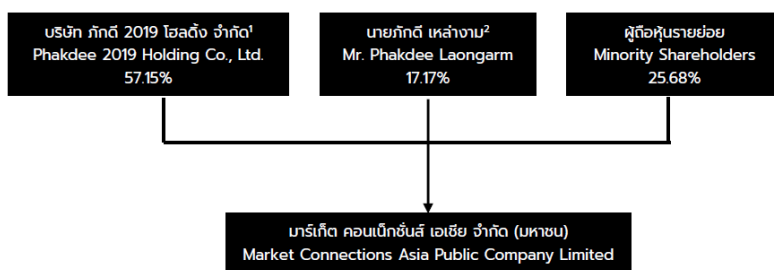 บริษัท ภักดี 2019 โฮลดิ้ง จำกัด¹
Phakdee 2019 Holding Co., Ltd.
57.15%
นายภักดี เหล่างาม²
Mr. Phakdee Laongarm
17.17%
ผู้ถือหุ้นรายย่อย
Minority Shareholders
25.68%
มาร์เก็ต คอนเน็กชั่นส์ เอเชีย จำกัด (มหาชน)
Market Connections Asia Public Company Limited